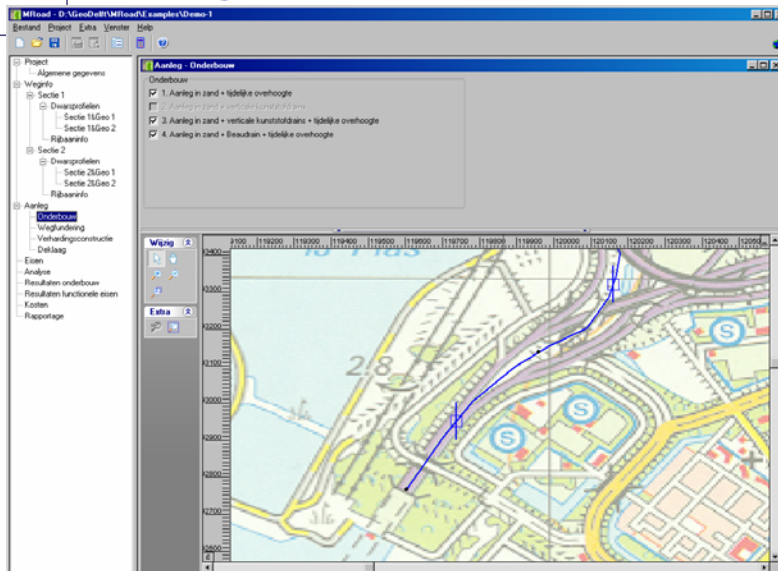 MRoad - D:\GeoDelft\MRoad\Examples\Demo-1
Bestand Project Extra Venster Help
Project
Algemene gegevens
Weginfo
Sectie 1
Dwarsprofielen
Sectie 1&Geo 1
Sectie 1&Geo 2
Rijbaaninfo
Sectie 2
Dwarsprofielen
Sectie 2&Geo 1
Sectie 2&Geo 2
Rijbaaninfo
Aanleg
Onderbouw
Wegfundering
Verhardingsconstructie
Deklaag
Eisen
Analyse
Resultaten onderbouw
Resultaten functionele eisen
Kosten
Rapportage
Aanleg - Onderbouw
Onderbouw
1. Aanleg in zand + tijdelijke overhoogte
2. Aanleg in zand + verticale kunststofdrains
3. Aanleg in zand + verticale kunststofdrains + tijdelijke overhoogte
4. Aanleg in zand + Beaudrain + tijdelijke overhoogte
Wijzig
Extra
119200 119300 119400 119500 119600 119700 119800 119900 120000 120100 120200 120300 120400
2.8
S
S
S